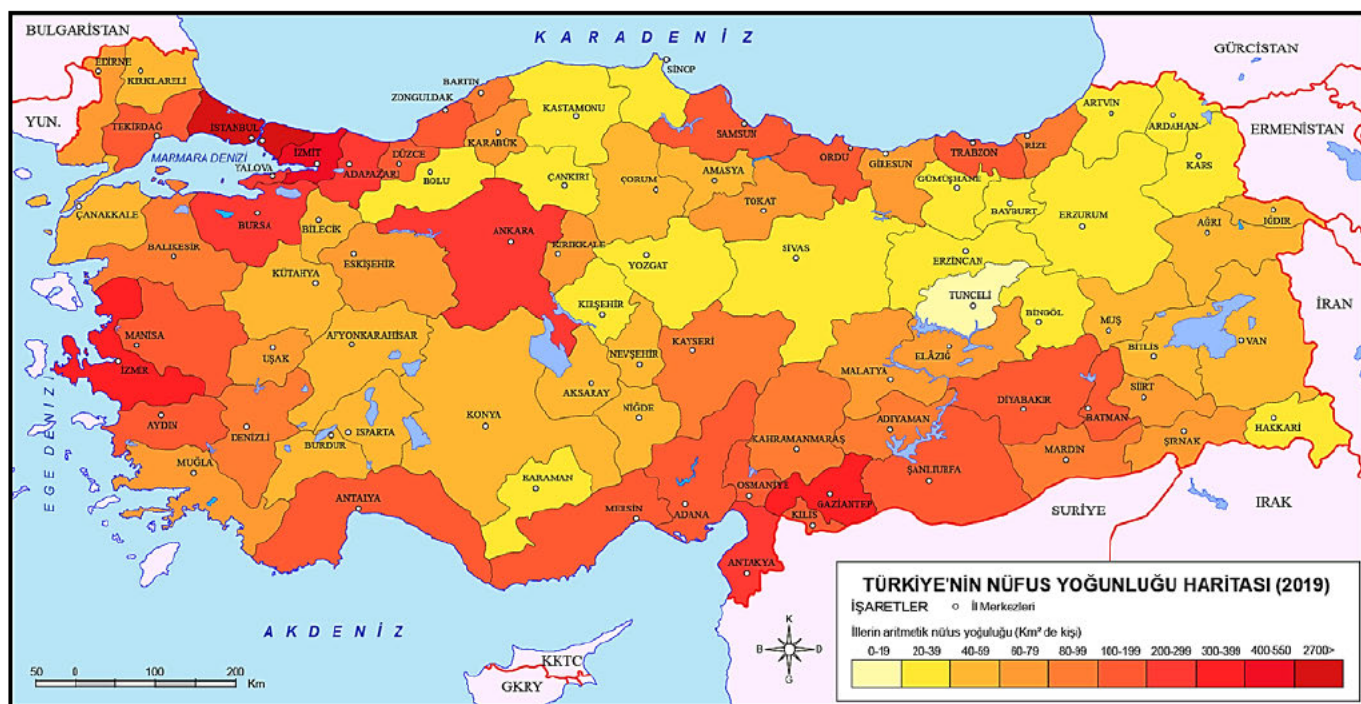 BULGARİSTAN
KARADENİZ
GÜRCİSTAN
SİNOP
EDİRNE
KIRKLARELİ
BARTIN
ZONGULDAK
KASTAMONU
ARTVİN
ARDAHAN
YUN.
TEKİRDAĞ
İSTANBUL
İZMİT
KARABÜK
SAMSUN
ERMENİSTAN
MARMARA DENİZİ
YALOVA
ADAPAZARI
DÜZCE
BOLU
ÇANKIRI
ÇORUM
AMASYA
ORDU
GİLESUN
TRABZON
RİZE
KARS
GÜMÜŞHANE
ÇANAKKALE
BURSA
BİLECİK
ANKARA
TOKAT
BAYBURT
ERZURUM
AĞRI
IĞDIR
BALIKESİR
ESKİŞEHİR
KIRIKKALE
YOZGAT
SİVAS
ERZİNCAN
KÜTAHYA
KIRŞEHİR
TUNCELİ
BİNGÖL
İRAN
MANİSA
UŞAK
AFYONKARAHİSAR
NEVŞEHİR
KAYSERİ
ELÂZIĞ
MUŞ
BİTLİS
VAN
İZMİR
AKSARAY
MALATYA
SİİRT
EGE DENİZİ
AYDIN
DENİZLİ
BURDUR
ISPARTA
KONYA
NİĞDE
ADIYAMAN
DİYABAKIR
BATMAN
HAKKARİ
MUĞLA
KAHRAMANMARAŞ
MARDİN
ŞIRNAK
KARAMAN
ANTALYA
MERSİN
ADANA
OSMANİYE
GAZİANTEP
KİLİS
ŞANLIURFA
SURİYE
IRAK
ANTAKYA
AKDENİZ
KKTC
GKRY
50 0 100 200
Km
K
B D
G
TÜRKİYE'NİN NÜFUS YOĞUNLUĞU HARİTASI (2019)
İŞARETLER İl Merkezleri
İllerin aritmetik nüfus yoğuluğu (Km² de kişi)
0-19 20-39 40-59 60-79 80-99 100-199 200-299 300-399 400-550 2700>